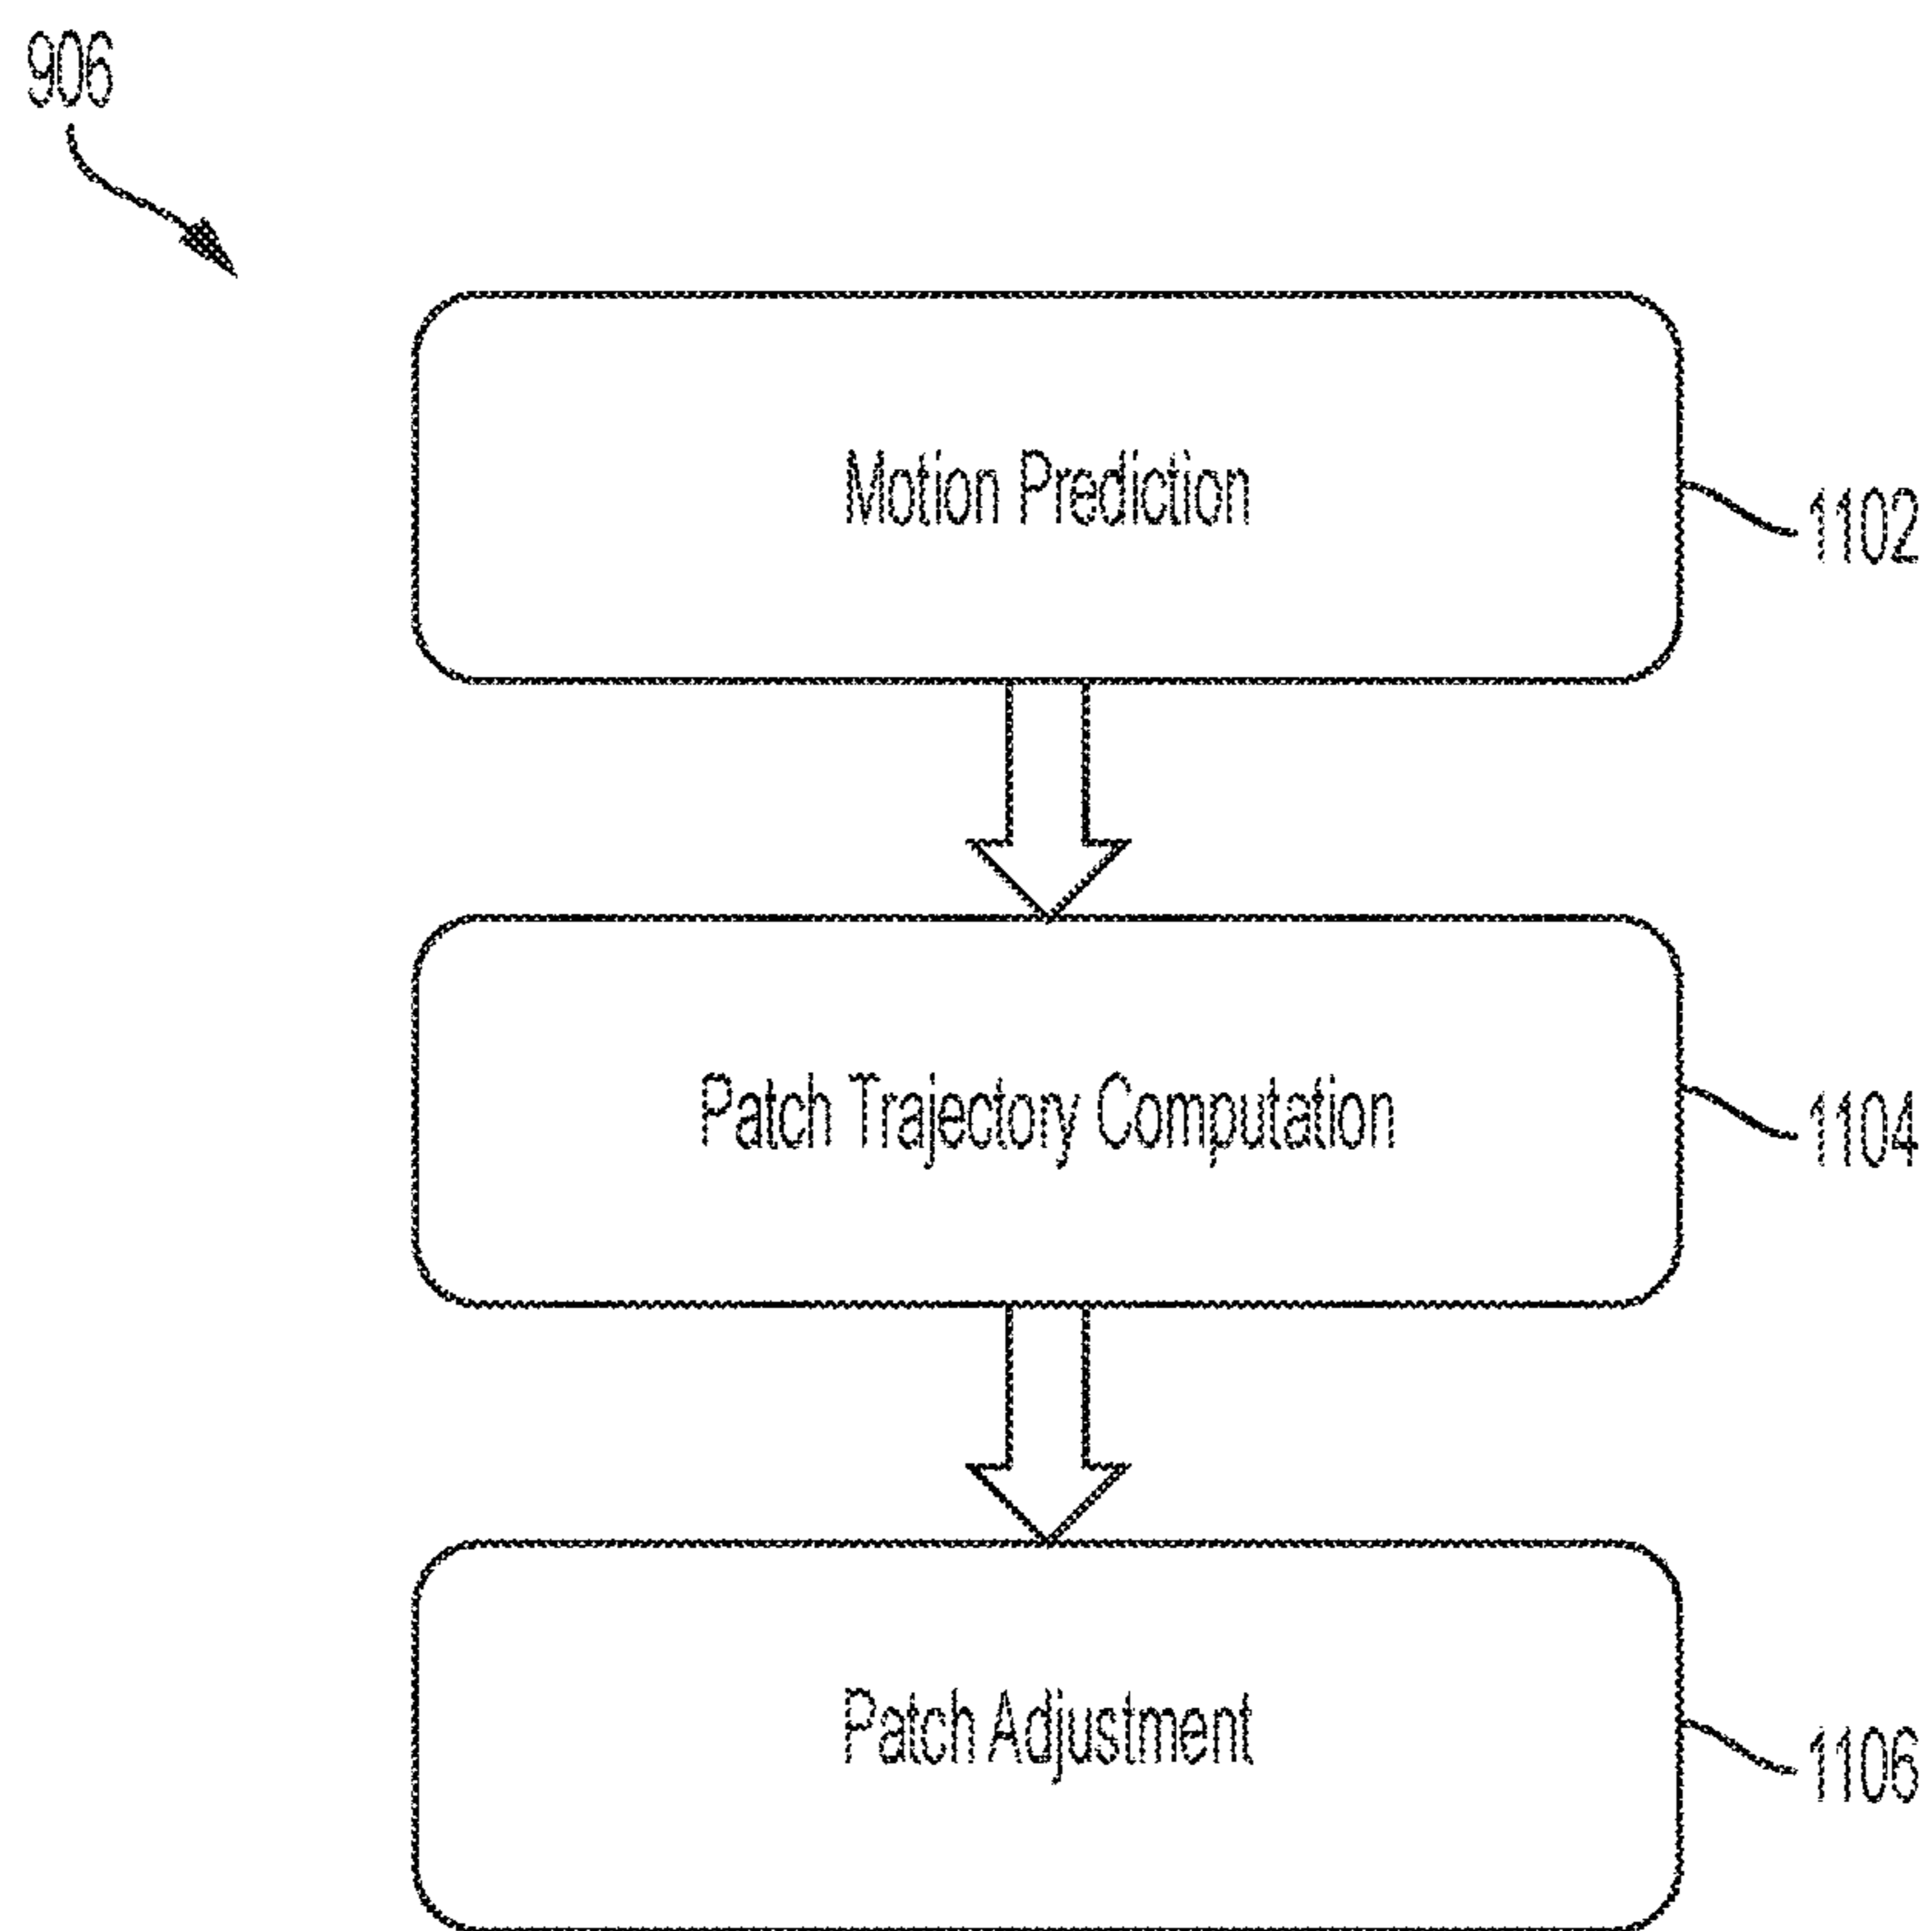 906
Motion Prediction
1102
Patch Trajectory Computation
1104
Patch Adjustment
1106